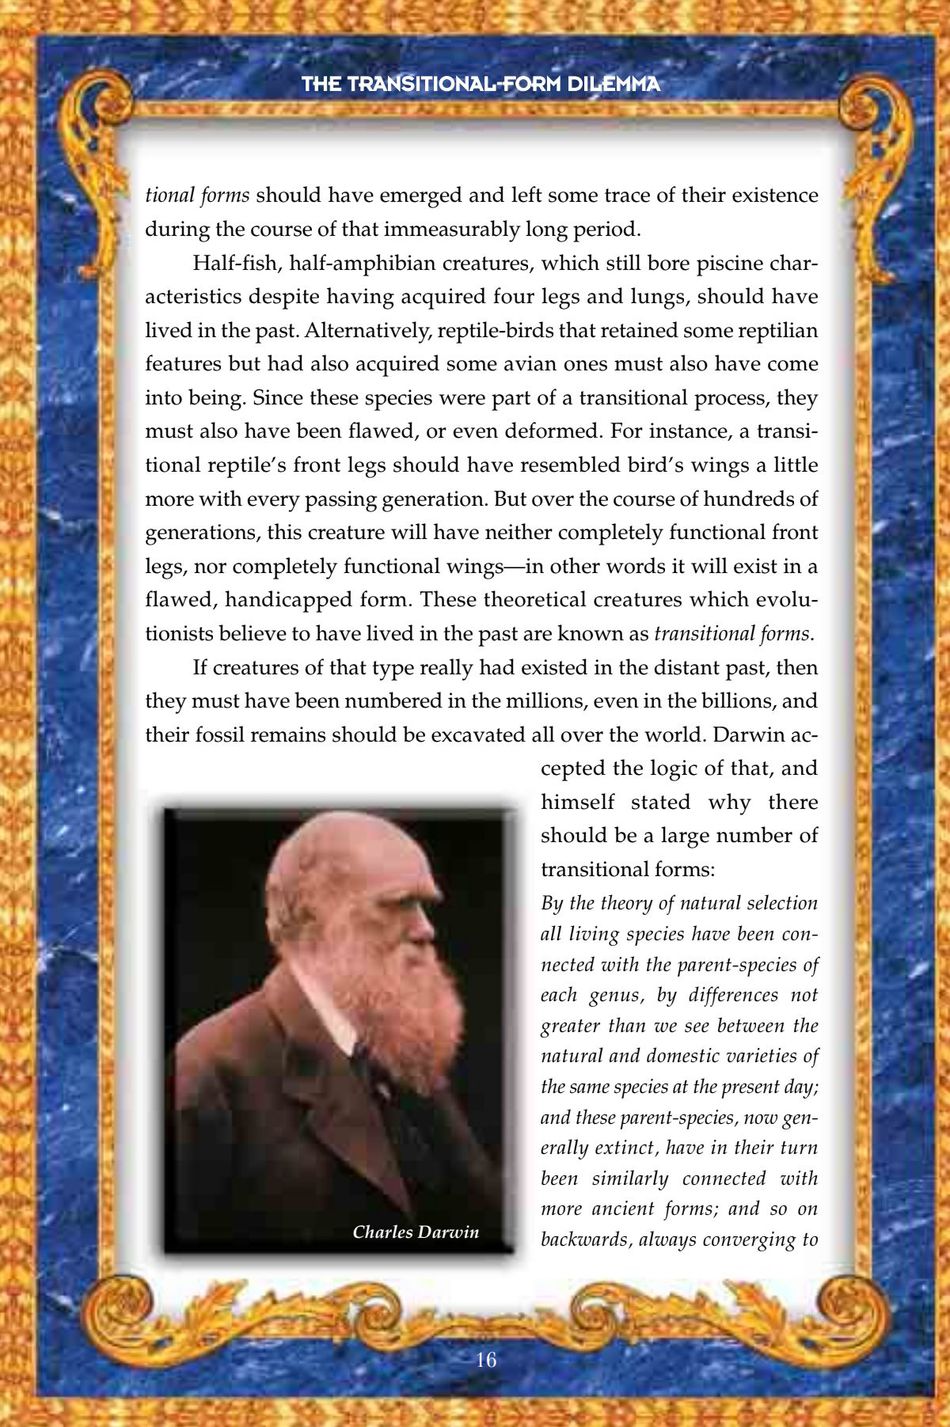 THE TRANSITIONAL-FORM DILEMMA
tional forms should have emerged and left some trace of their existence
during the course of that immeasurably long period.
Half-fish, half-amphibian creatures, which still bore piscine char-
acteristics despite having acquired four legs and lungs, should have
lived in the past. Alternatively, reptile-birds that retained some reptilian
features but had also acquired some avian ones must also have come
into being. Since these species were part of a transitional process, they
must also have been flawed, or even deformed. For instance, a transi-
tional reptile's front legs should have resembled bird's wings a little
more with every passing generation. But over the course of hundreds of
generations, this creature will have neither completely functional front
legs, nor completely functional wings—in other words it will exist in a
flawed, handicapped form. These theoretical creatures which evolu-
tionists believe to have lived in the past are known as transitional forms.
If creatures of that type really had existed in the distant past, then
they must have been numbered in the millions, even in the billions, and
their fossil remains should be excavated all over the world. Darwin ac-
cepted the logic of that, and
himself stated why there
should be a large number of
transitional forms:
By the theory of natural selection
all living species have been con-
nected with the parent-species of
each genus, by differences not
greater than we see between the
natural and domestic varieties of
the same species at the present day;
and these parent-species, now gen-
erally extinct, have in their turn
been similarly connected with
more ancient forms; and so on
backwards, always converging to
Charles Darwin
16